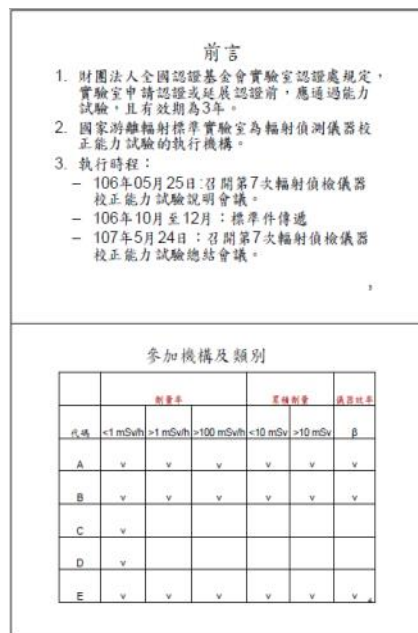 前言
1. 財團法人全國認證基金會實驗室認證處規定，
實驗室申請認證或延展認證前，應通過能力
試驗，且有效期為3年。
2. 國家游離輻射標準實驗室為輻射偵測儀器校
正能力試驗的執行機構。
3. 執行時程：
– 106年05月25日:召開第7次輻射偵檢儀器
校正能力試驗說明會議。
– 106年10月至12月：標準件傳遞
– 107年5月24日：召開第7次輻射偵檢儀器
校正能力試驗總結會議。
參加機構及類別
劑量率 累積劑量 儀器效率
代碼 <1 mSv/h >1 mSv/h >100 mSv/h <10 mSv >10 mSv β
A v v v v v v
B v v v v v v
C v
D v
E v v v v v v